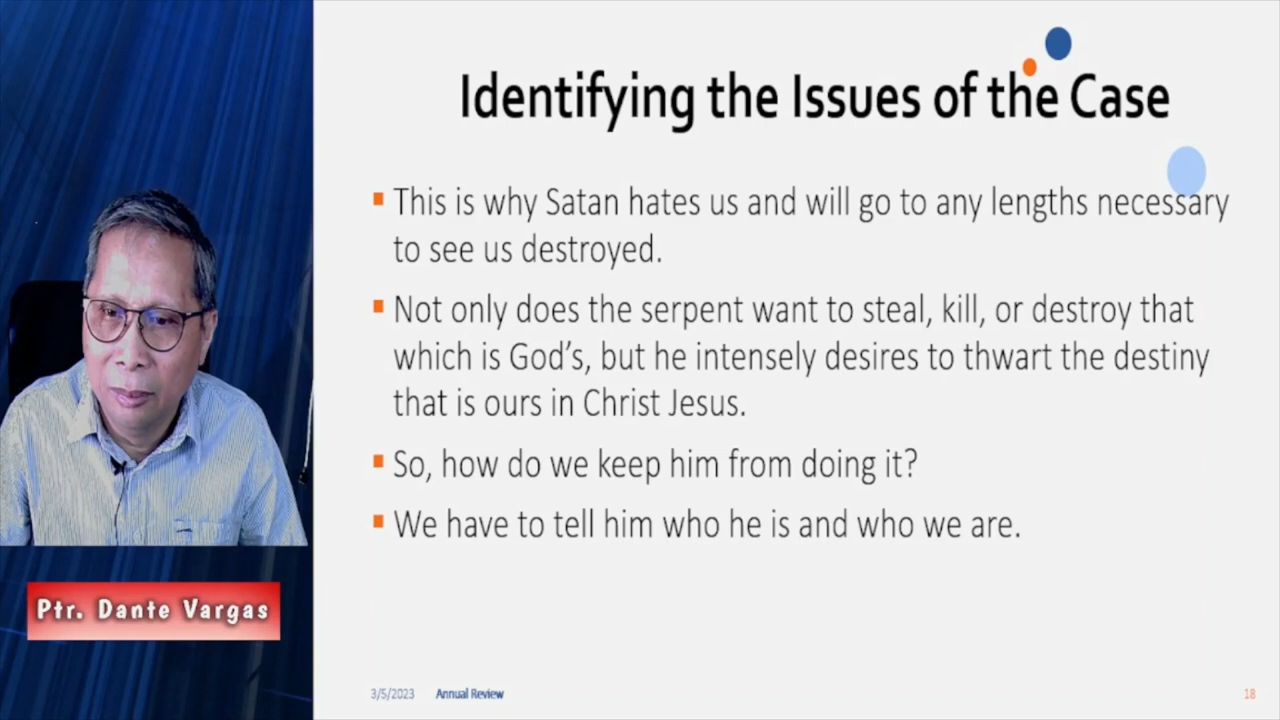 Identifying the Issues of the Case
This is why Satan hates us and will go to any lengths necessary
to see us destroyed.
Not only does the serpent want to steal, kill, or destroy that
which is God's, but he intensely desires to thwart the destiny
that is ours in Christ Jesus.
So, how do we keep him from doing it?
We have to tell him who he is and who we are.
Ptr. Dante Vargas
3/5/2023 Annual Review 18